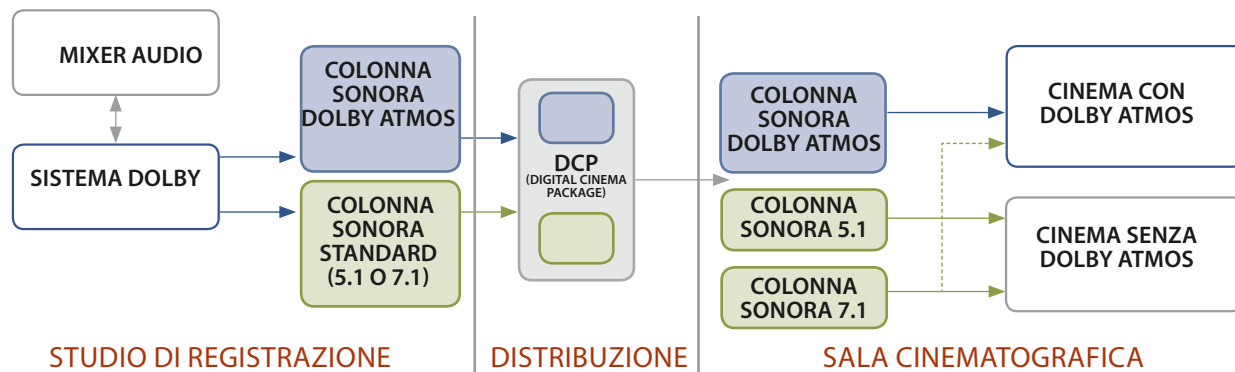 MIXER AUDIO
SISTEMA DOLBY
COLONNA
SONORA
DOLBY ATMOS
COLONNA
SONORA
STANDARD
(5.1 O 7.1)
STUDIO DI REGISTRAZIONE
DCP
(DIGITAL CINEMA
PACKAGE)
DISTRIBUZIONE
COLONNA
SONORA
DOLBY ATMOS
COLONNA
SONORA 5.1
COLONNA
SONORA 7.1
CINEMA CON
DOLBY ATMOS
CINEMA SENZA
DOLBY ATMOS
SALA CINEMATOGRAFICA